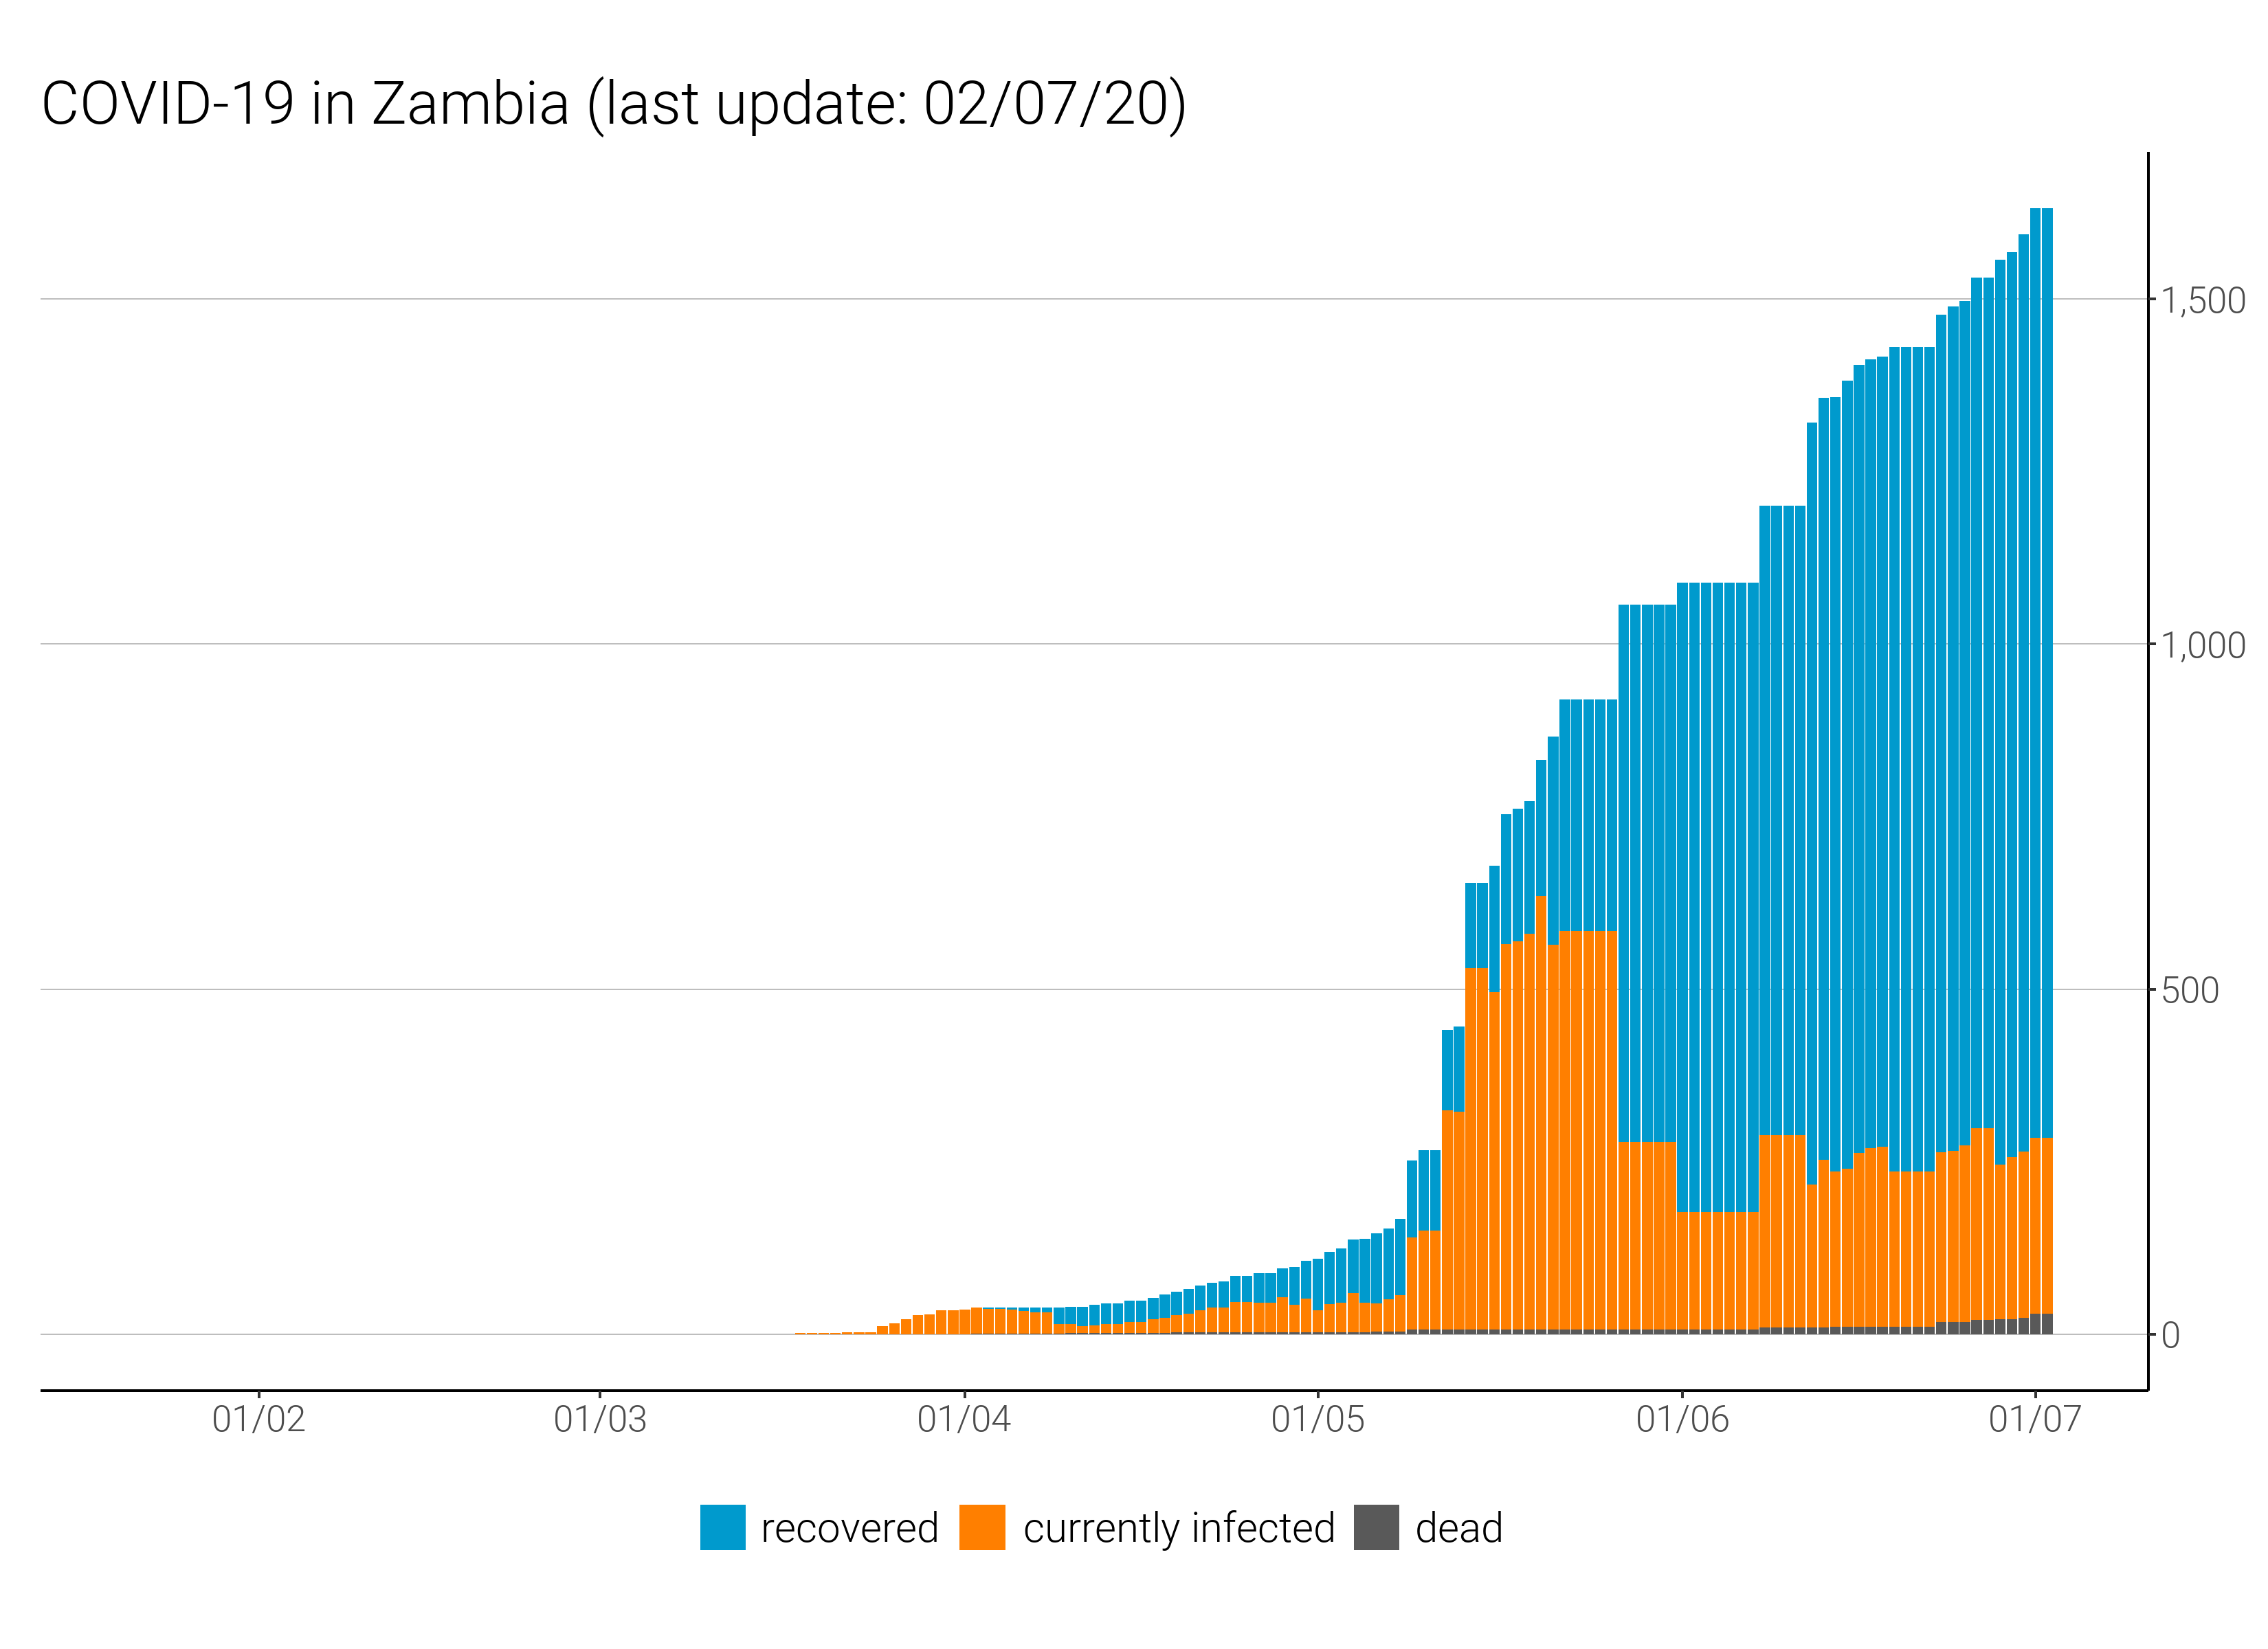 COVID-19 in Zambia (last update: 02/07/20)
1,500
1,000
500
0
01/02 01/03 01/04 01/05 01/06 01/07
recovered currently infected dead